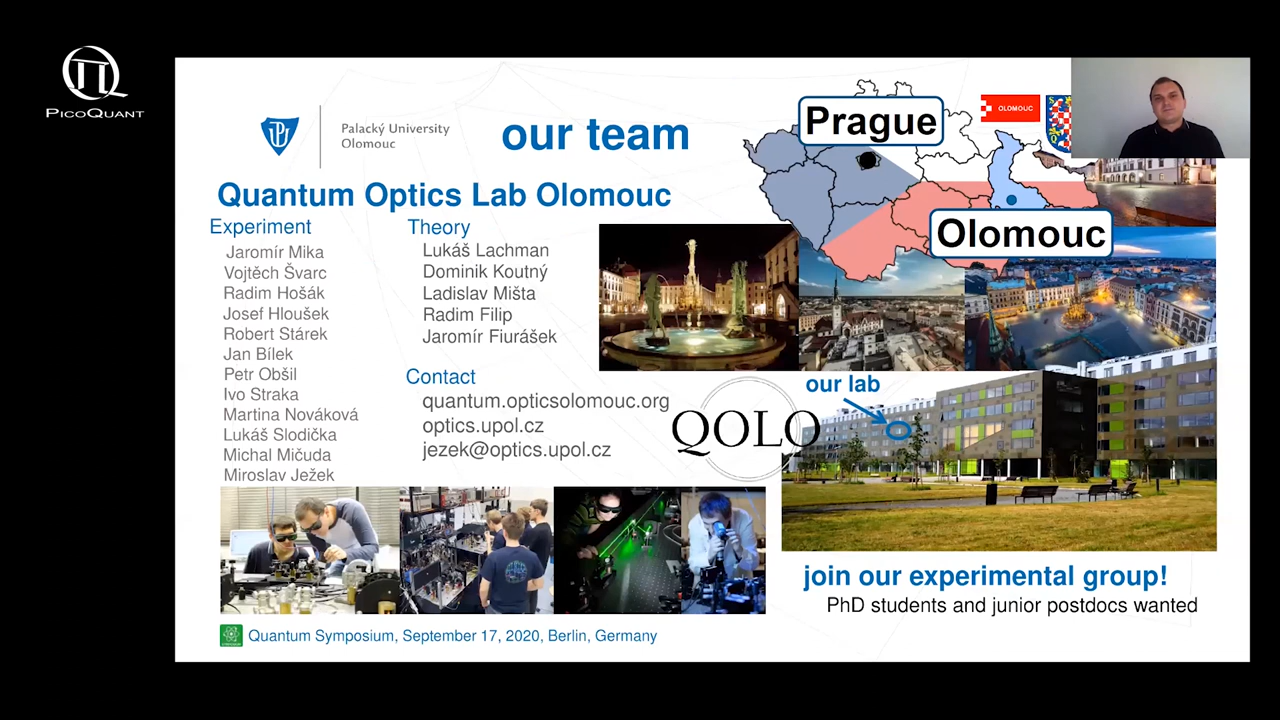 PICOQUANT
Palacký University
Olomouc
our team
Quantum Optics Lab Olomouc
Experiment
Jaromír Mika
Vojtěch Švarc
Radim Hošák
Josef Hloušek
Robert Stárek
Jan Bílek
Petr Obšil
Ivo Straka
Martina Nováková
Lukáš Slodička
Michal Mičuda
Miroslav Ježek
Theory
Lukáš Lachman
Dominik Koutný
Ladislav Mišta
Radim Filip
Jaromír Fiurášek
Contact
quantum.opticsolomouc.org
optics.upol.cz
jezek@optics.upol.cz
QOLO
Prague
OLOMOUC
Olomouc
our lab
join our experimental group!
PhD students and junior postdocs wanted
Quantum Symposium, September 17, 2020, Berlin, Germany